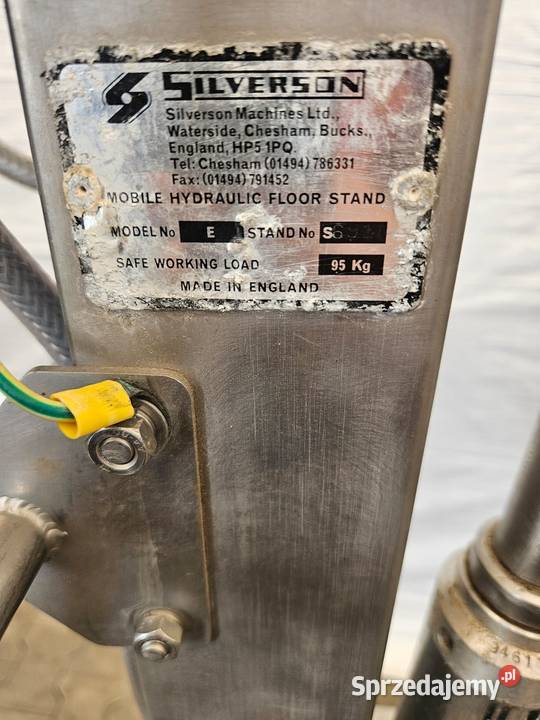 SILVERSON
Silverson Machines Ltd.,
Waterside, Chesham, Bucks.,
England, HP5 1PQ.
Tel: Chesham (01494) 786331
Fax: (01494) 791452
MOBILE HYDRAULIC FLOOR STAND
MODEL No E STAND No
SAFE WORKING LOAD 95 Kg
MADE IN ENGLAND
Sprzedajemy.pl